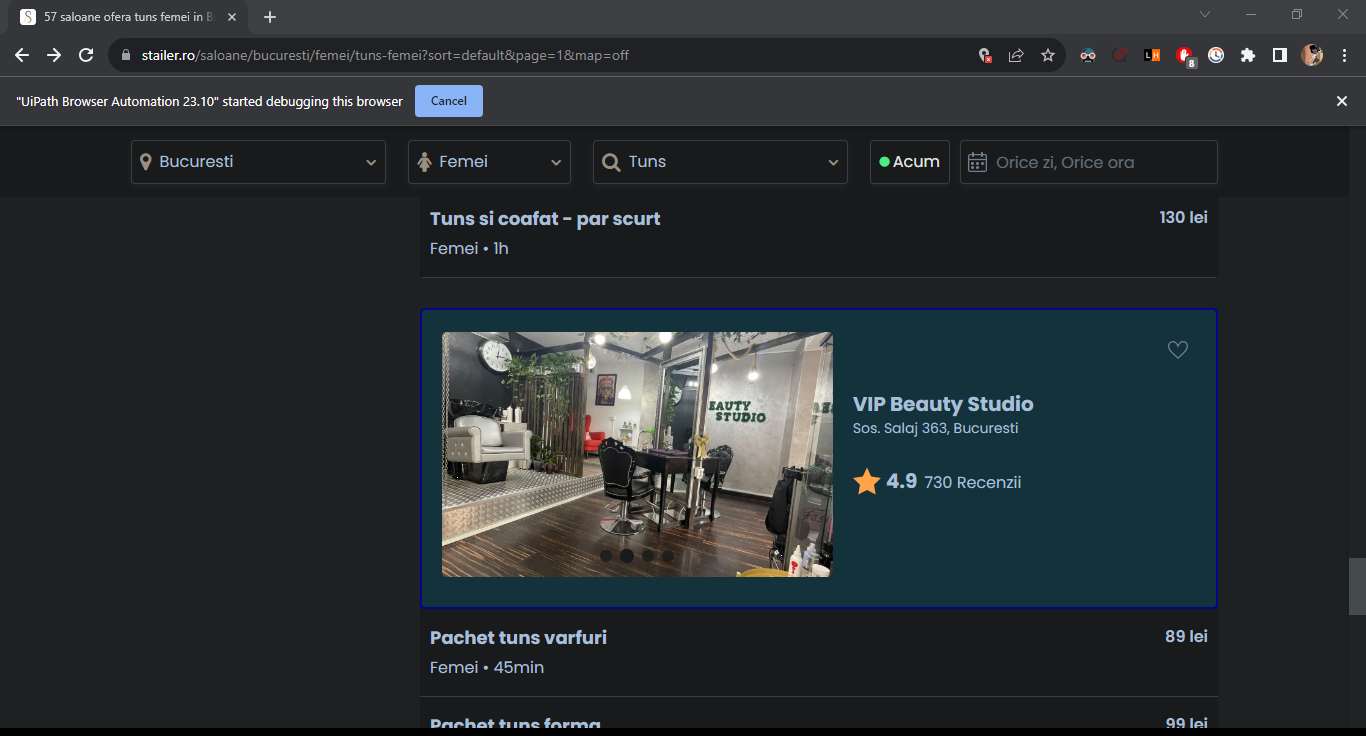 57 saloane ofera tuns femei in B
stailer.ro/saloane/bucuresti/femei/tuns-femei?sort=default&page=1&map=off
8
"UiPath Browser Automation 23.10" started debugging this browser
Cancel
Bucuresti
Femei
Tuns
Acum
Orice zi, Orice ora
Tuns si coafat - par scurt
130 lei
Femei • 1h
EAUTY
STUDIO
VIP Beauty Studio
Sos. Salaj 363, Bucuresti
4.9 730 Recenzii
Pachet tuns varfuri
89 lei
Femei • 45min
Pachet tuns forma
99 lei